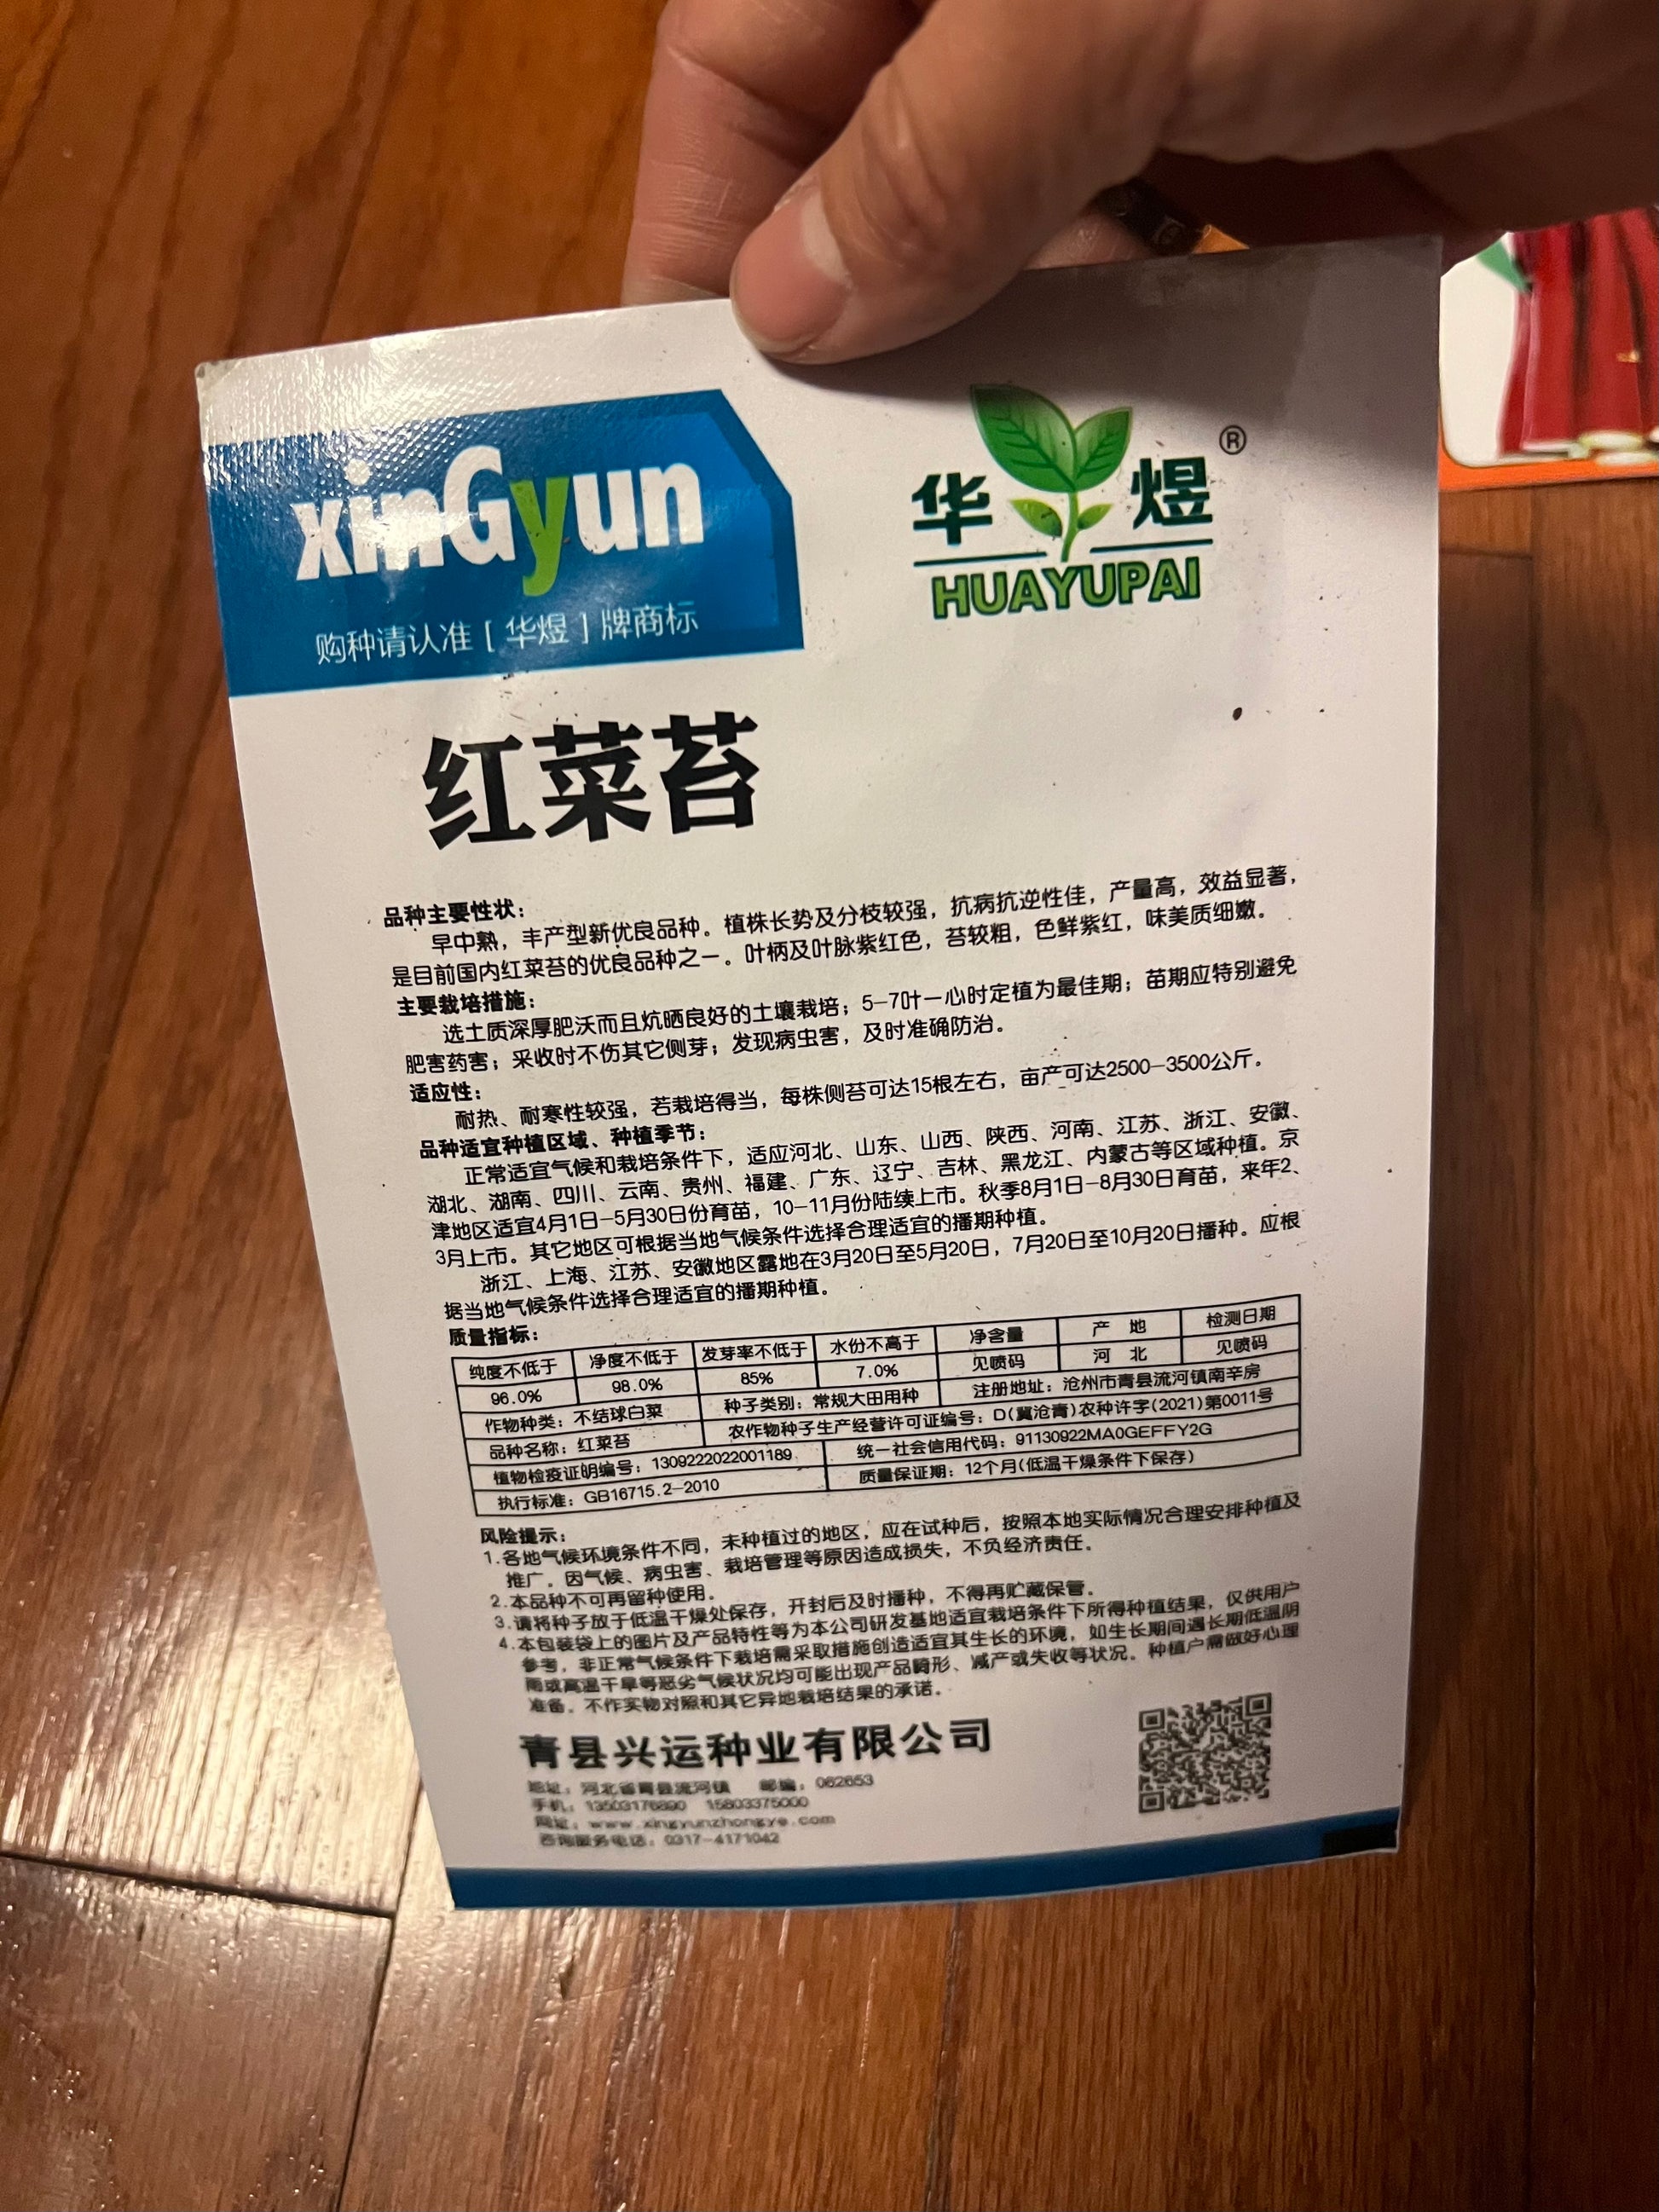 xinGyun
购种请认准 [ 华煜 ] 牌商标
华煜®
HUAYUPAI
红菜苔
品种主要性状：
早中熟，丰产型新优良品种。植株长势及分枝较强，抗病抗逆性佳，产量高，效益显著，
是目前国内红菜苔的优良品种之一。叶柄及叶脉紫红色，苔较粗，色鲜紫红，味美质细嫩。
主要栽培措施：
选土质深厚肥沃而且炕晒良好的土壤栽培；5-7叶一心时定植为最佳期；苗期应特别避免
肥害药害；采收时不伤其它侧芽；发现病虫害，及时准确防治。
适应性：
耐热、耐寒性较强，若栽培得当，每株侧苔可达15根左右，亩产可达2500-3500公斤。
品种适宜种植区域、种植季节：
正常适宜气候和栽培条件下，适应河北、山东、山西、陕西、河南、江苏、浙江、安徽、
湖北、湖南、四川、云南、贵州、福建、广东、辽宁、吉林、黑龙江、内蒙古等区域种植。京
津地区适宜4月1日-5月30日份育苗，10-11月份陆续上市。秋季8月1日-8月30日育苗，来年2、
3月上市。其它地区可根据当地气候条件选择合理适宜的播期种植。
浙江、上海、江苏、安徽地区露地在3月20日至5月20日，7月20日至10月20日播种。应根
据当地气候条件选择合理适宜的播期种植。
质量指标：
纯度不低于 净度不低于 发芽率不低于 水份不高于 净含量 产 地 检测日期
96.0% 98.0% 85% 7.0% 见喷码 河 北 见喷码
作物种类：不结球白菜 种子类别：常规大田用种 注册地址：沧州市青县流河镇南辛房
品种名称：红菜苔 农作物种子生产经营许可证编号：D(冀沧青)农种许字(2021)第0011号
植物检疫证明编号：1309222022001189 统一社会信用代码：91130922MA0GEFFY2G
执行标准：GB16715.2-2010 质量保证期：12个月(低温干燥条件下保存)
风险提示：
1.各地气候环境条件不同，未种植过的地区，应在试种后，按照本地实际情况合理安排种植及
推广。因气候、病虫害、栽培管理等原因造成损失，不负经济责任。
2.本品种不可再留种使用。
3.请将种子放于低温干燥处保存，开封后及时播种，不得再贮藏保管。
4.本包装袋上的图片及产品特性等为本公司研发基地适宜栽培条件下所得种植结果，仅供用户
参考，非正常气候条件下栽培需采取措施创造适宜其生长的环境，如生长期间遇长期低温阴
雨或高温干旱等恶劣气候状况均可能出现产品畸形、减产或失收等状况。种植户需做好心理
准备，不作实物对照和其它异地栽培结果的承诺。
青县兴运种业有限公司
地址：河北省青县流河镇 邮编：062653
手机：13503176890 15803375000
网址：www.xingyunzhongye.com
咨询服务电话：0317-4171042